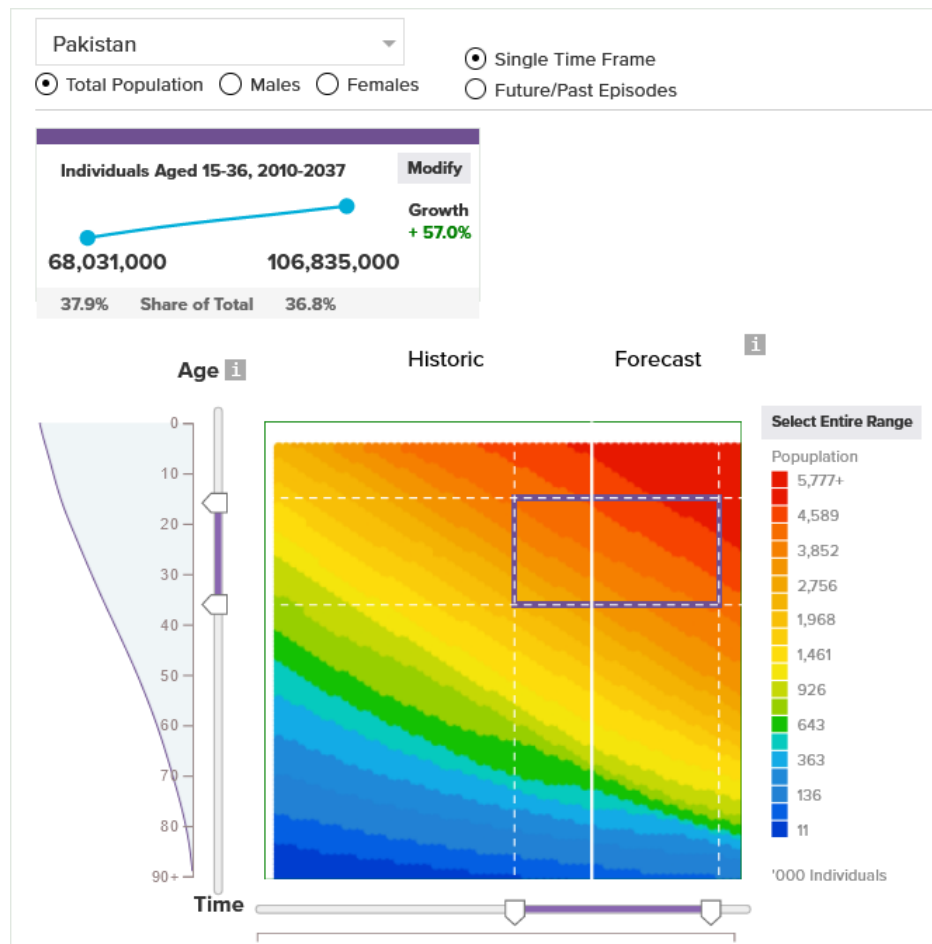 Pakistan
Total Population Males Females
Single Time Frame
Future/Past Episodes
Individuals Aged 15-36, 2010-2037
Modify
Growth
+ 57.0%
68,031,000 106,835,000
37.9% Share of Total 36.8%
Age i
Historic Forecast i
Select Entire Range
Popuplation
0
10
20
30
40
50
60
70
80
90+
5,777+
4,589
3,852
2,756
1,968
1,461
926
643
363
136
11
'000 Individuals
Time